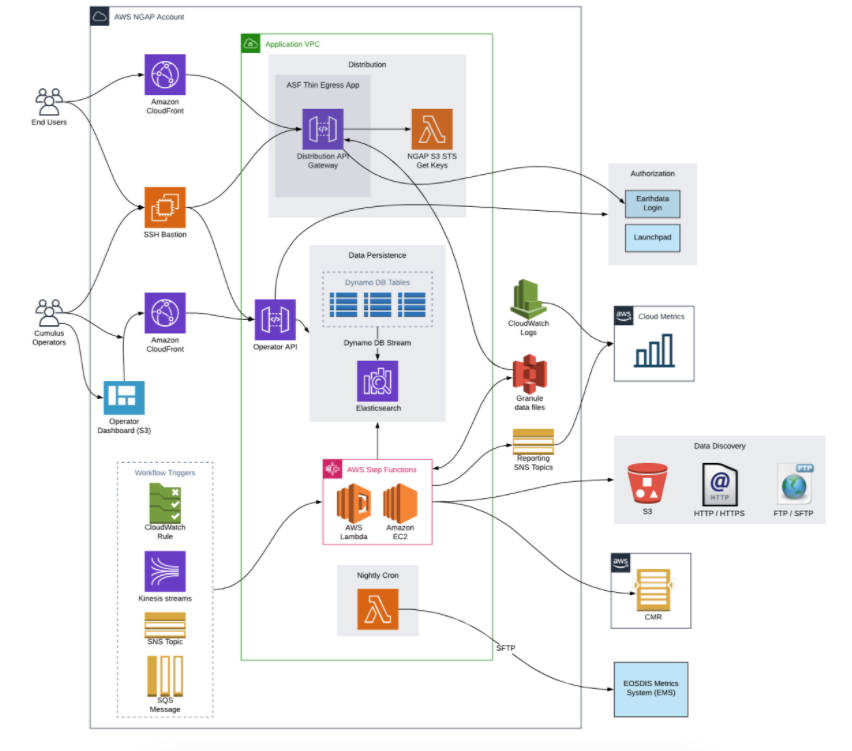 AWS NGAP Account
Application VPC
Distribution
ASF Thin Egress App
End Users
Amazon
CloudFront
Distribution API
Gateway
NGAP S3 STS
Get Keys
Authorization
Earthdata
Login
Launchpad
SSH Bastion
Data Persistence
Dynamo DB Tables
Cumulus
Operators
Amazon
CloudFront
Operator API
Dynamo DB Stream
Elasticsearch
CloudWatch
Logs
aws
Cloud Metrics
Granule
data files
Operator
Dashboard (S3)
Reporting
SNS Topics
Data Discovery
@
HTTP
FTP
S3
HTTP / HTTPS
FTP / SFTP
Workflow Triggers
CloudWatch
Rule
Kinesis streams
SNS Topic
SQS
Message
AWS Step Functions
AWS
Lambda
Amazon
EC2
aws
CMR
Nightly Cron
SFTP
EOSDIS Metrics
System (EMS)